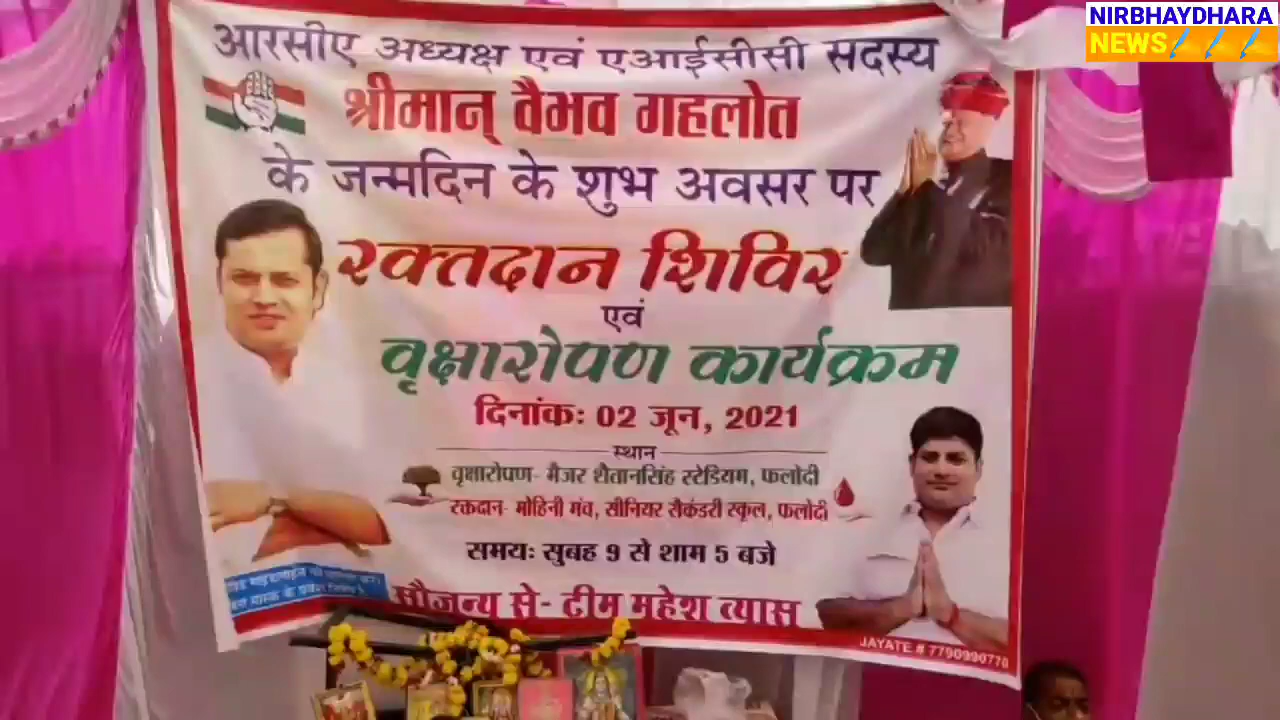 NIRBHAYDHARA
NEWS
आरसीए अध्यक्ष एवं एआईसीसी सदस्य
श्रीमान् वैभव गहलोत
के जन्मदिन के शुभ अवसर पर
रक्तदान शिविर
एवं
वृक्षारोपण कार्यक्रम
दिनांकः 02 जून, 2021
स्थान
वृक्षारोपण- मैजर शैतानसिंह स्टेडियम, फलोदी
रक्तदान- मोहिनी मंच, सीनियर सैकंडरी स्कूल, फलोदी
समयः सुबह 9 से शाम 5 बजे
सौजन्य से- टीम महेश व्यास
JAYATE # 7790990770